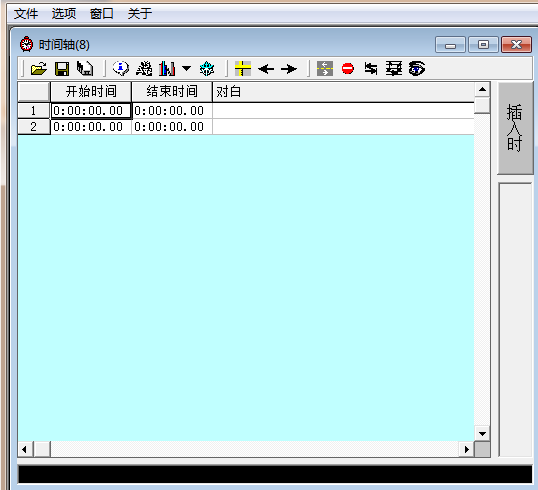 文件 选项 窗口 关于
时间轴(8)
开始时间 结束时间 对白
1 0:00:00.00 0:00:00.00
2 0:00:00.00 0:00:00.00
插入时